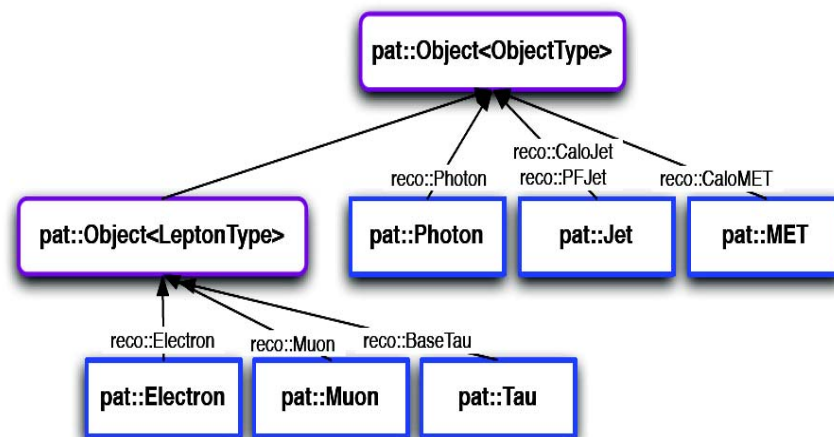 pat::Object<ObjectType>
reco::CaloJet
reco::Photon
reco::PFJet
reco::CaloMET
pat::Object<LeptonType>
pat::Photon
pat::Jet
pat::MET
reco::Electron
reco::Muon
reco::BaseTau
pat::Electron
pat::Muon
pat::Tau